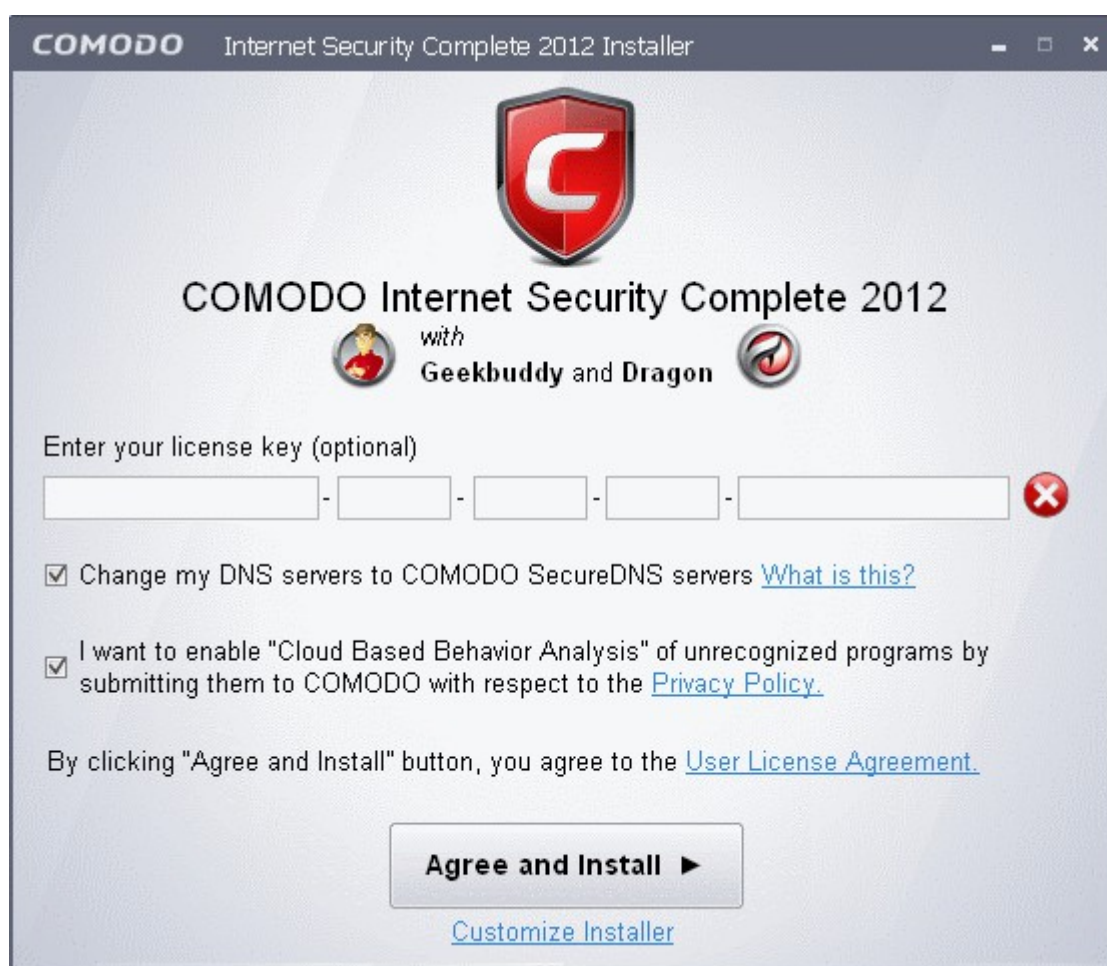 COMODO Internet Security Complete 2012 Installer
COMODO Internet Security Complete 2012
with
Geekbuddy and Dragon
Enter your license key (optional)
- - - -
Change my DNS servers to COMODO SecureDNS servers What is this?
I want to enable "Cloud Based Behavior Analysis" of unrecognized programs by
submitting them to COMODO with respect to the Privacy Policy.
By clicking "Agree and Install" button, you agree to the User License Agreement.
Agree and Install ►
Customize Installer